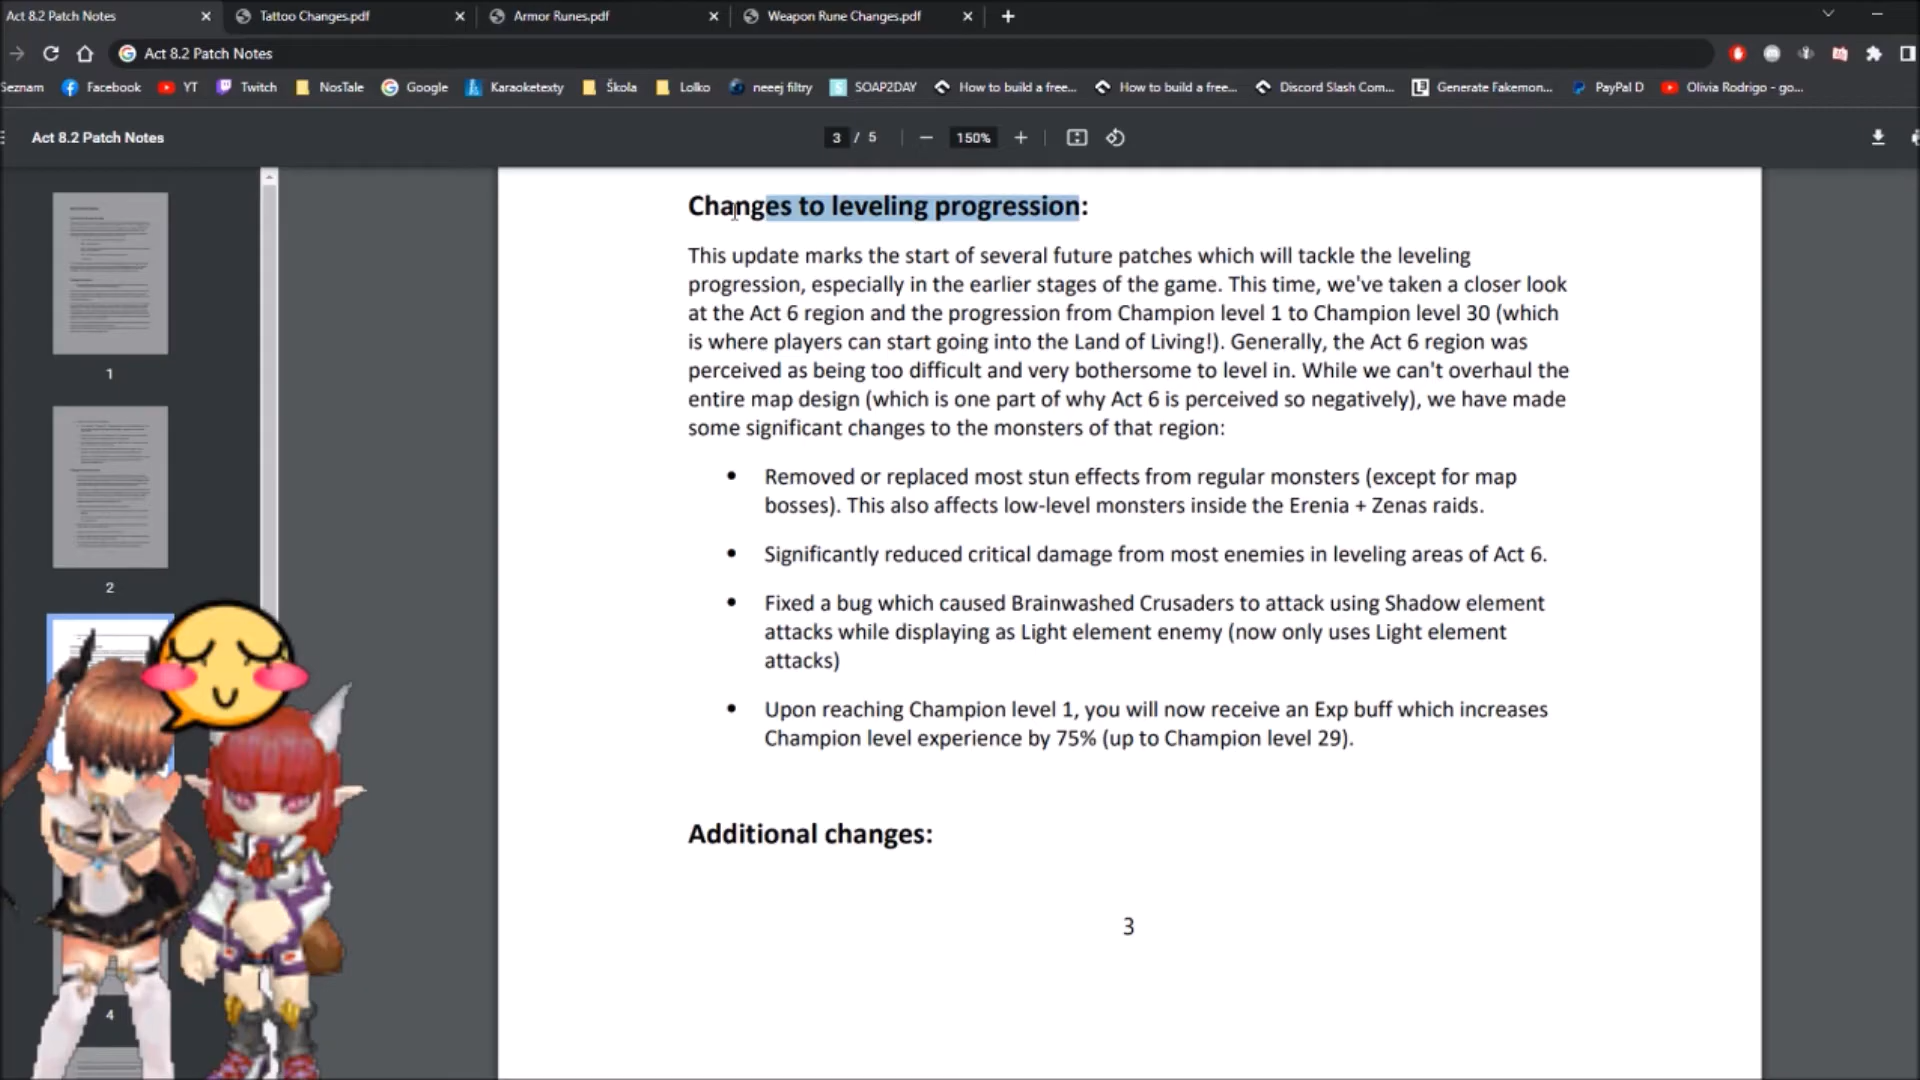 Act 8.2 Patch Notes
Tattoo Changes.pdf
Armor Runes.pdf
Weapon Rune Changes.pdf
Act 8.2 Patch Notes
Seznam
Facebook
YT
Twitch
NosTale
Google
Karaoketexty
Škola
Lolko
neeej filtry
SOAP2DAY
How to build a free...
How to build a free...
Discord Slash Com...
Generate Fakemon...
PayPal D
Olivia Rodrigo - go...
Act 8.2 Patch Notes
3 / 5
150%
1
2
4
Changes to leveling progression:
This update marks the start of several future patches which will tackle the leveling
progression, especially in the earlier stages of the game. This time, we've taken a closer look
at the Act 6 region and the progression from Champion level 1 to Champion level 30 (which
is where players can start going into the Land of Living!). Generally, the Act 6 region was
perceived as being too difficult and very bothersome to level in. While we can't overhaul the
entire map design (which is one part of why Act 6 is perceived so negatively), we have made
some significant changes to the monsters of that region:
• Removed or replaced most stun effects from regular monsters (except for map
bosses). This also affects low-level monsters inside the Erenia + Zenas raids.
• Significantly reduced critical damage from most enemies in leveling areas of Act 6.
• Fixed a bug which caused Brainwashed Crusaders to attack using Shadow element
attacks while displaying as Light element enemy (now only uses Light element
attacks)
• Upon reaching Champion level 1, you will now receive an Exp buff which increases
Champion level experience by 75% (up to Champion level 29).
Additional changes:
3